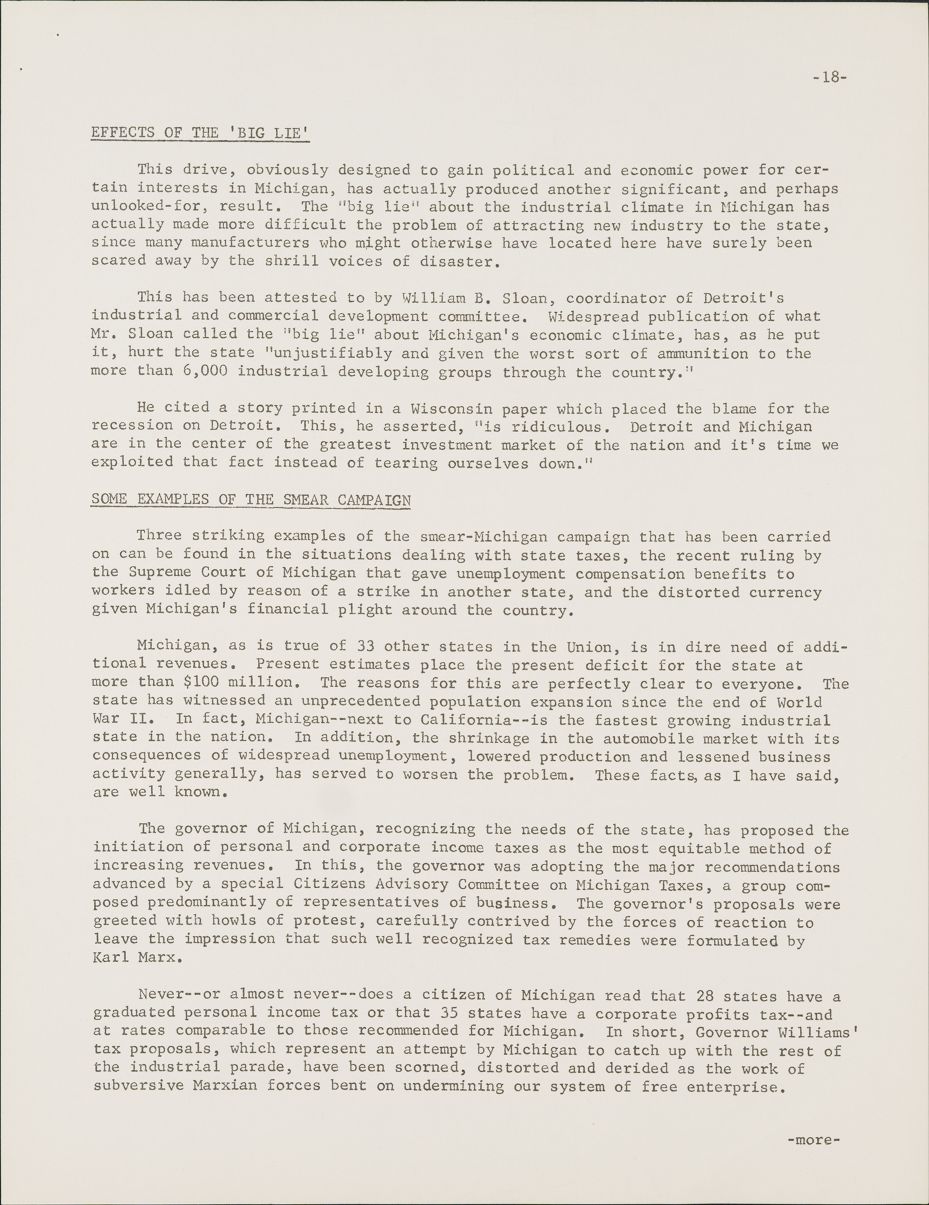 -18-
EFFECTS OF THE 'BIG LIE'
This drive, obviously designed to gain political and economic power for cer-
tain interests in Michigan, has actually produced another significant, and perhaps
unlooked-for, result. The "big lie" about the industrial climate in Michigan has
actually made more difficult the problem of attracting new industry to the state,
since many manufacturers who might otherwise have located here have surely been
scared away by the shrill voices of disaster.
This has been attested to by William B. Sloan, coordinator of Detroit's
industrial and commercial development committee. Widespread publication of what
Mr. Sloan called the "big lie" about Michigan's economic climate, has, as he put
it, hurt the state "unjustifiably and given the worst sort of ammunition to the
more than 6,000 industrial developing groups through the country."
He cited a story printed in a Wisconsin paper which placed the blame for the
recession on Detroit. This, he asserted, "is ridiculous. Detroit and Michigan
are in the center of the greatest investment market of the nation and it's time we
exploited that fact instead of tearing ourselves down."
SOME EXAMPLES OF THE SMEAR CAMPAIGN
Three striking examples of the smear-Michigan campaign that has been carried
on can be found in the situations dealing with state taxes, the recent ruling by
the Supreme Court of Michigan that gave unemployment compensation benefits to
workers idled by reason of a strike in another state, and the distorted currency
given Michigan's financial plight around the country.
Michigan, as is true of 33 other states in the Union, is in dire need of addi-
tional revenues. Present estimates place the present deficit for the state at
more than $100 million. The reasons for this are perfectly clear to everyone. The
state has witnessed an unprecedented population expansion since the end of World
War II. In fact, Michigan--next to California--is the fastest growing industrial
state in the nation. In addition, the shrinkage in the automobile market with its
consequences of widespread unemployment, lowered production and lessened business
activity generally, has served to worsen the problem. These facts, as I have said,
are well known.
The governor of Michigan, recognizing the needs of the state, has proposed the
initiation of personal and corporate income taxes as the most equitable method of
increasing revenues. In this, the governor was adopting the major recommendations
advanced by a special Citizens Advisory Committee on Michigan Taxes, a group com-
posed predominantly of representatives of business. The governor's proposals were
greeted with howls of protest, carefully contrived by the forces of reaction to
leave the impression that such well recognized tax remedies were formulated by
Karl Marx.
Never--or almost never--does a citizen of Michigan read that 28 states have a
graduated personal income tax or that 35 states have a corporate profits tax--and
at rates comparable to those recommended for Michigan. In short, Governor Williams'
tax proposals, which represent an attempt by Michigan to catch up with the rest of
the industrial parade, have been scorned, distorted and derided as the work of
subversive Marxian forces bent on undermining our system of free enterprise.
-more-